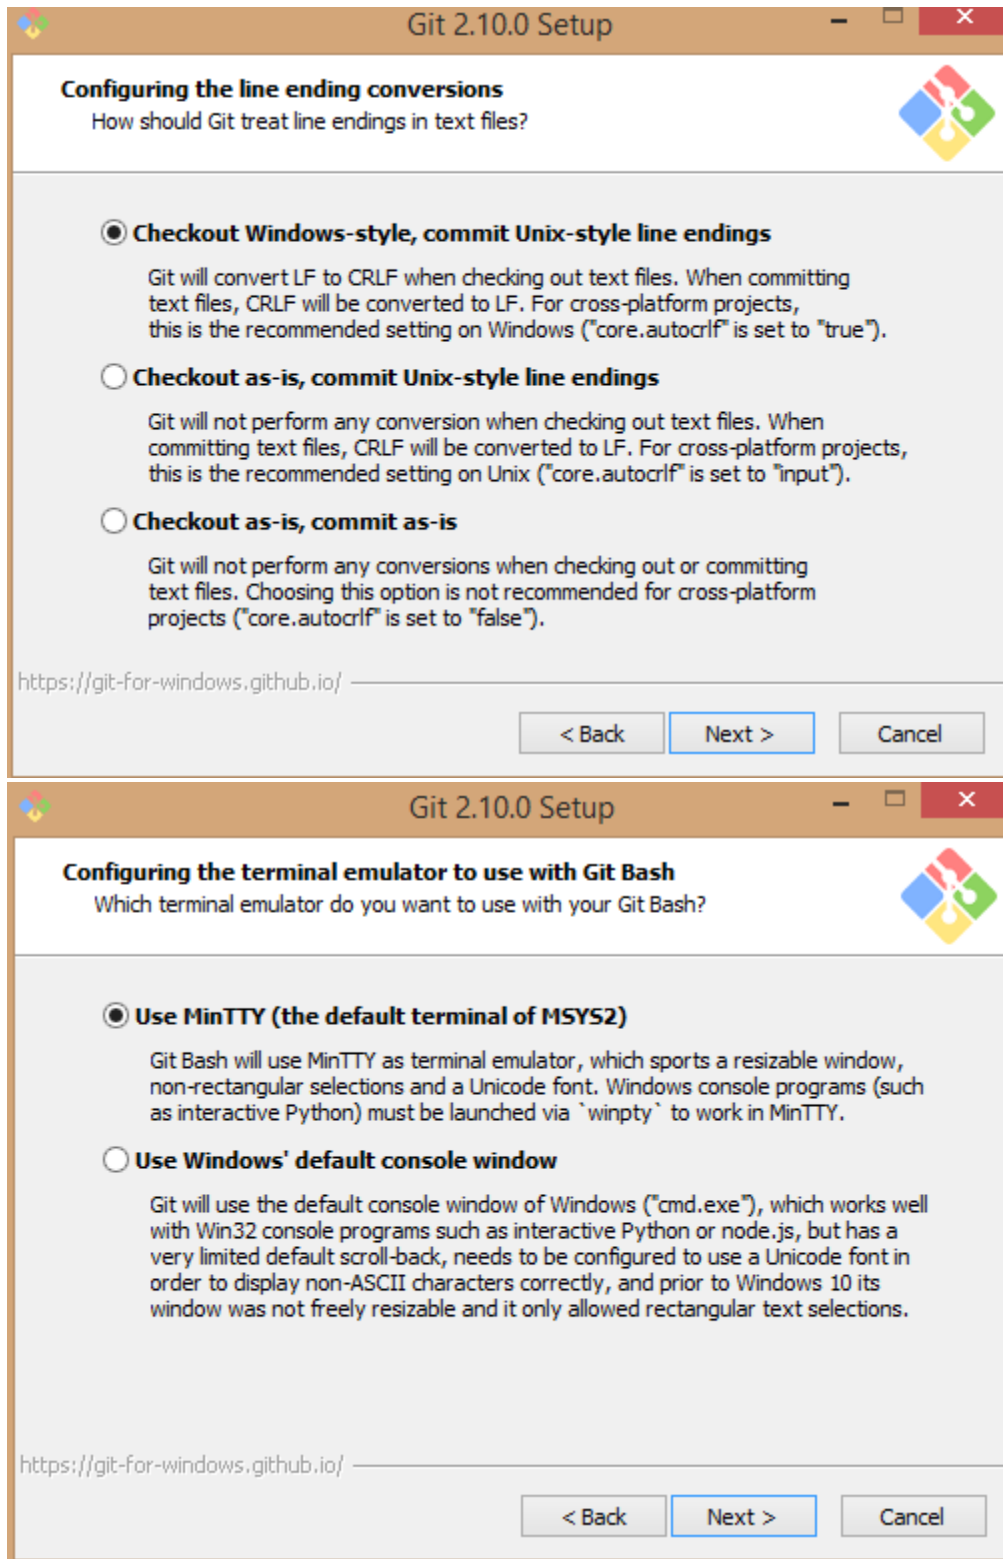 Git 2.10.0 Setup
Configuring the line ending conversions
How should Git treat line endings in text files?
Checkout Windows-style, commit Unix-style line endings
Git will convert LF to CRLF when checking out text files. When committing
text files, CRLF will be converted to LF. For cross-platform projects,
this is the recommended setting on Windows ("core.autocrlf" is set to "true").
Checkout as-is, commit Unix-style line endings
Git will not perform any conversion when checking out text files. When
committing text files, CRLF will be converted to LF. For cross-platform projects,
this is the recommended setting on Unix ("core.autocrlf" is set to "input").
Checkout as-is, commit as-is
Git will not perform any conversions when checking out or committing
text files. Choosing this option is not recommended for cross-platform
projects ("core.autocrlf" is set to "false").
https://git-for-windows.github.io/
< Back Next > Cancel
Git 2.10.0 Setup
Configuring the terminal emulator to use with Git Bash
Which terminal emulator do you want to use with your Git Bash?
Use MinTTY (the default terminal of MSYS2)
Git Bash will use MinTTY as terminal emulator, which sports a resizable window,
non-rectangular selections and a Unicode font. Windows console programs (such
as interactive Python) must be launched via `winpty` to work in MinTTY.
Use Windows' default console window
Git will use the default console window of Windows ("cmd.exe"), which works well
with Win32 console programs such as interactive Python or node.js, but has a
very limited default scroll-back, needs to be configured to use a Unicode font in
order to display non-ASCII characters correctly, and prior to Windows 10 its
window was not freely resizable and it only allowed rectangular text selections.
https://git-for-windows.github.io/
< Back Next > Cancel